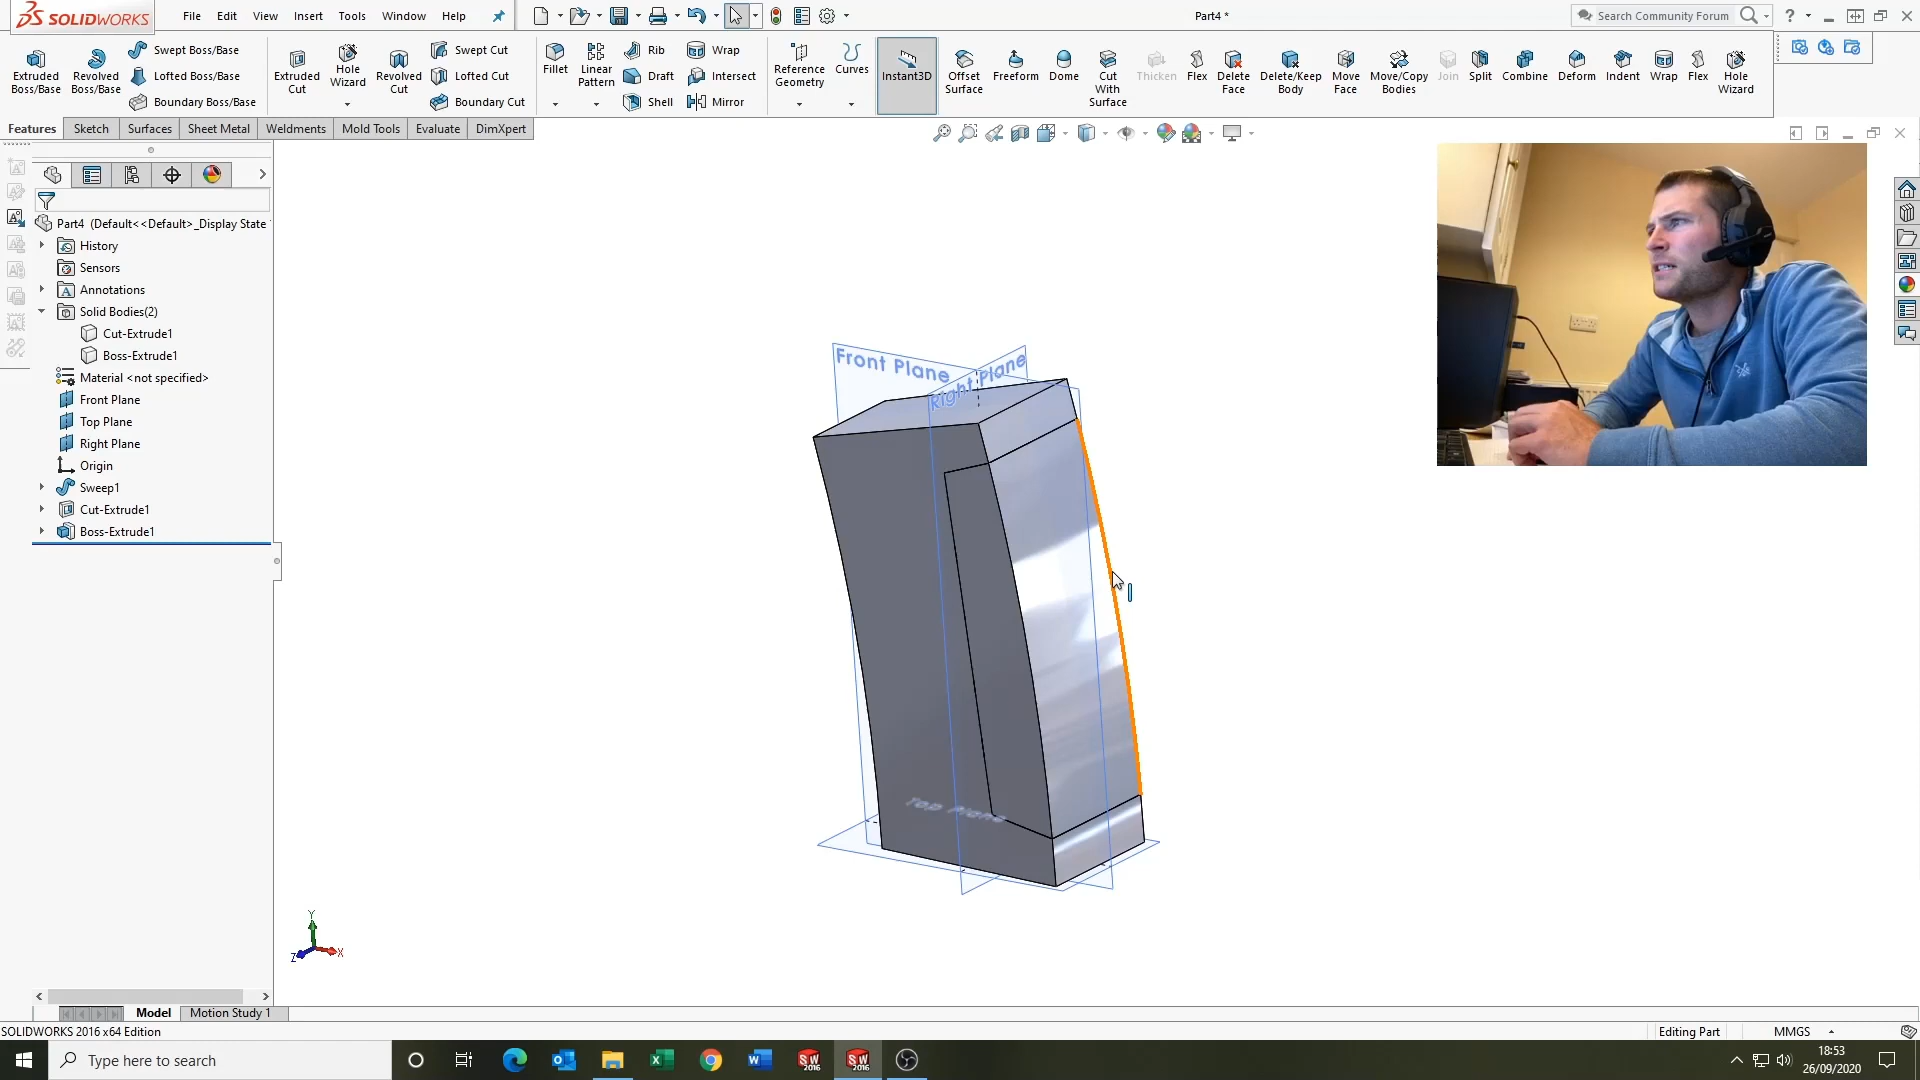 SOLIDWORKS
File Edit View Insert Tools Window Help
Part4 *
Search Community Forum
Extruded Boss/Base
Revolved Boss/Base
Swept Boss/Base
Lofted Boss/Base
Boundary Boss/Base
Extruded Cut
Hole Wizard
Revolved Cut
Swept Cut
Lofted Cut
Boundary Cut
Fillet
Linear Pattern
Rib
Draft
Shell
Wrap
Intersect
Mirror
Reference Geometry
Curves
Instant3D
Offset Surface
Freeform
Dome
Cut With Surface
Thicken
Flex
Delete Face
Delete/Keep Body
Move Face
Move/Copy Bodies
Join
Split
Combine
Deform
Indent
Wrap
Flex
Hole Wizard
Features Sketch Surfaces Sheet Metal Weldments Mold Tools Evaluate DimXpert
Part4 (Default<<Default>_Display State
History
Sensors
Annotations
Solid Bodies(2)
Cut-Extrude1
Boss-Extrude1
Material <not specified>
Front Plane
Top Plane
Right Plane
Origin
Sweep1
Cut-Extrude1
Boss-Extrude1
Front Plane
Right Plane
Top Plane
Y
Z X
Model Motion Study 1
SOLIDWORKS 2016 x64 Edition
Editing Part MMGS
Type here to search
SW 2016
SW 2016
18:53
26/09/2020